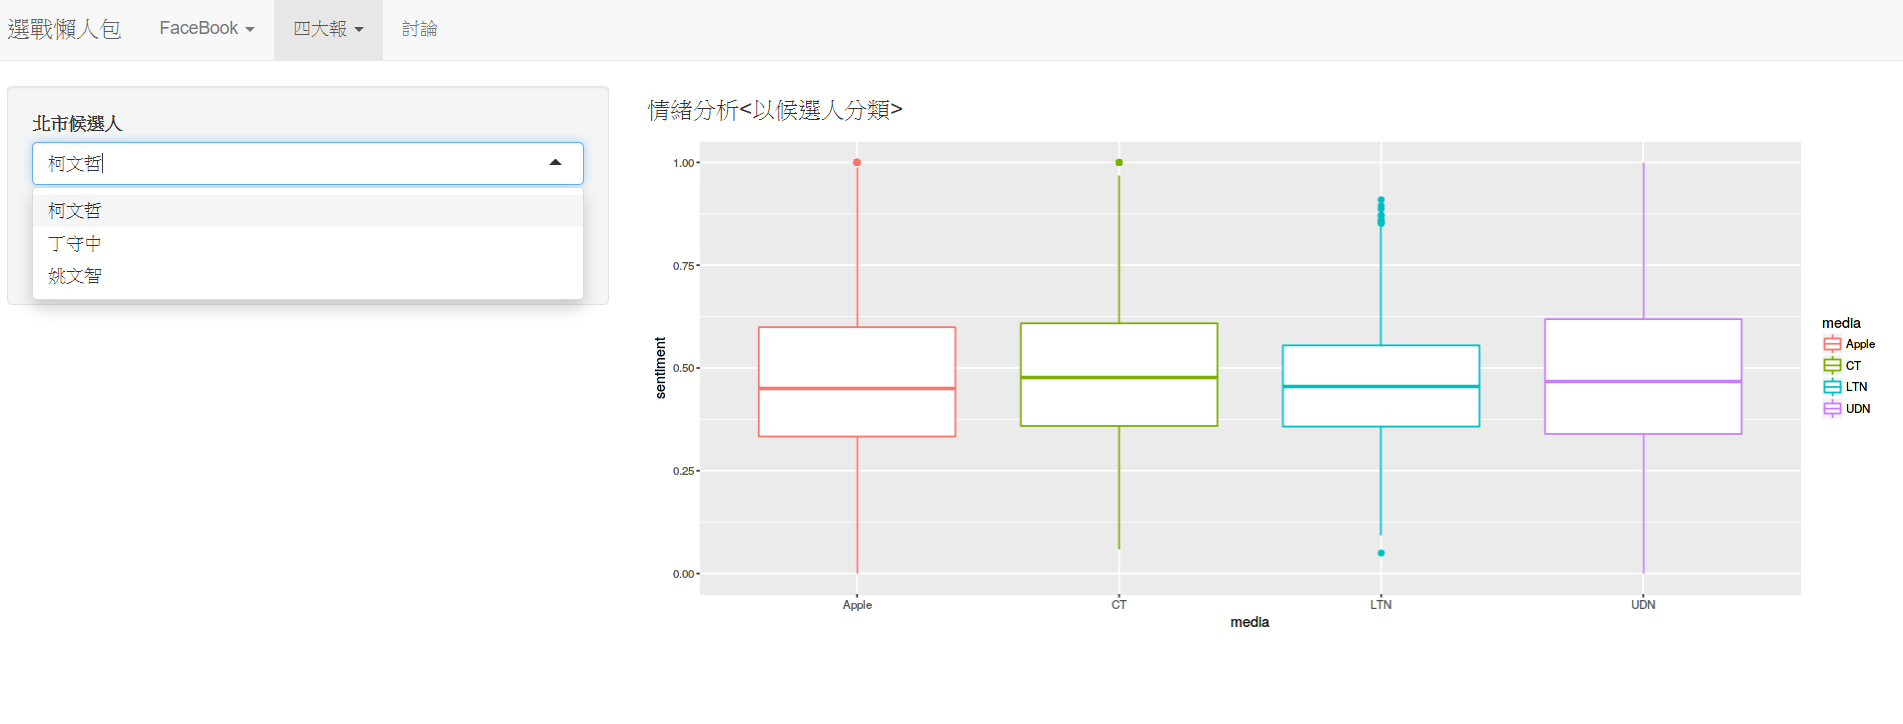 選戰懶人包 FaceBook 四大報 討論
北市候選人
柯文哲
柯文哲
丁守中
姚文智
情緒分析<以候選人分類>
1.00
0.75
0.50
0.25
0.00
sentiment
Apple CT LTN UDN
media
media
Apple
CT
LTN
UDN